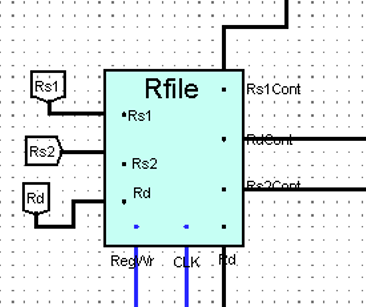 Rfile
Rs1
Rs1Cont
Rs1
RdCont
Rs2
Rs2
Rs2Cont
Rd
Rd
RegWr CLK Rd